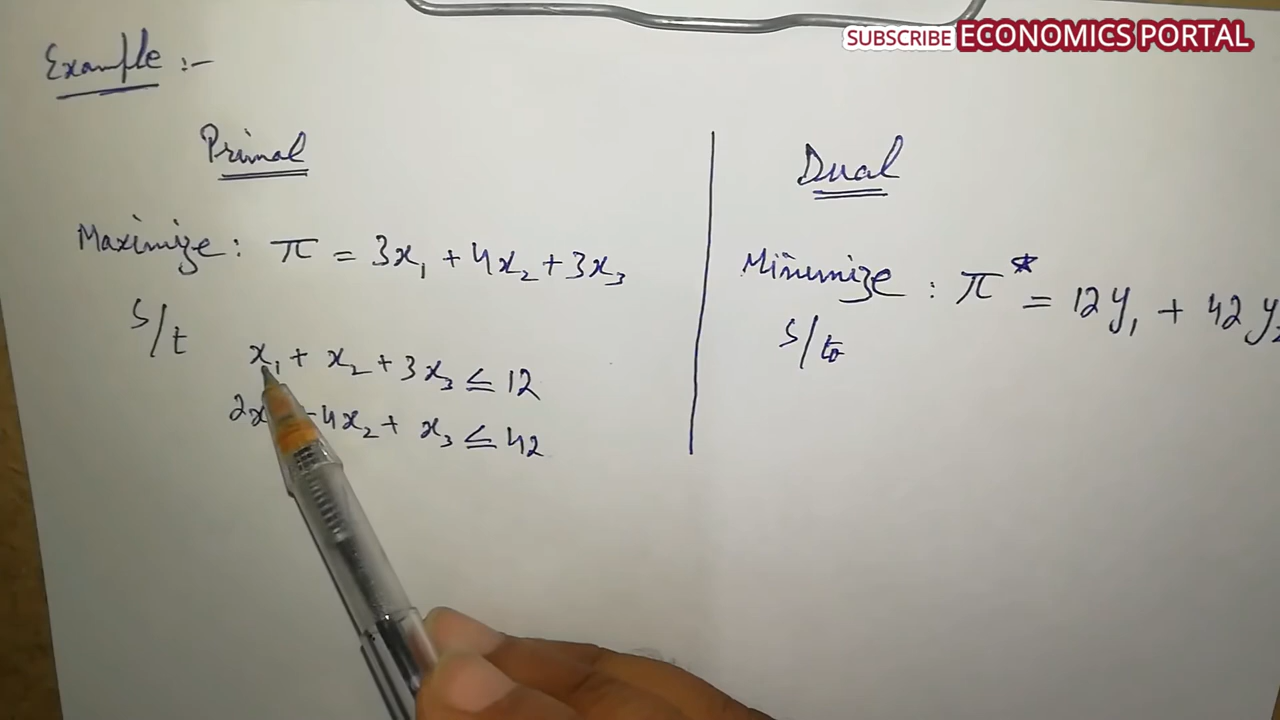 SUBSCRIBE ECONOMICS PORTAL
Example :-
Primal
Maximize: π = 3x₁ + 4x₂ + 3x₃
S/t
x₁ + x₂ + 3x₃ ≤ 12
2x 4x₂ + x₃ ≤ 42
Dual
Minimize : π* = 12y₁ + 42y₂
S/to